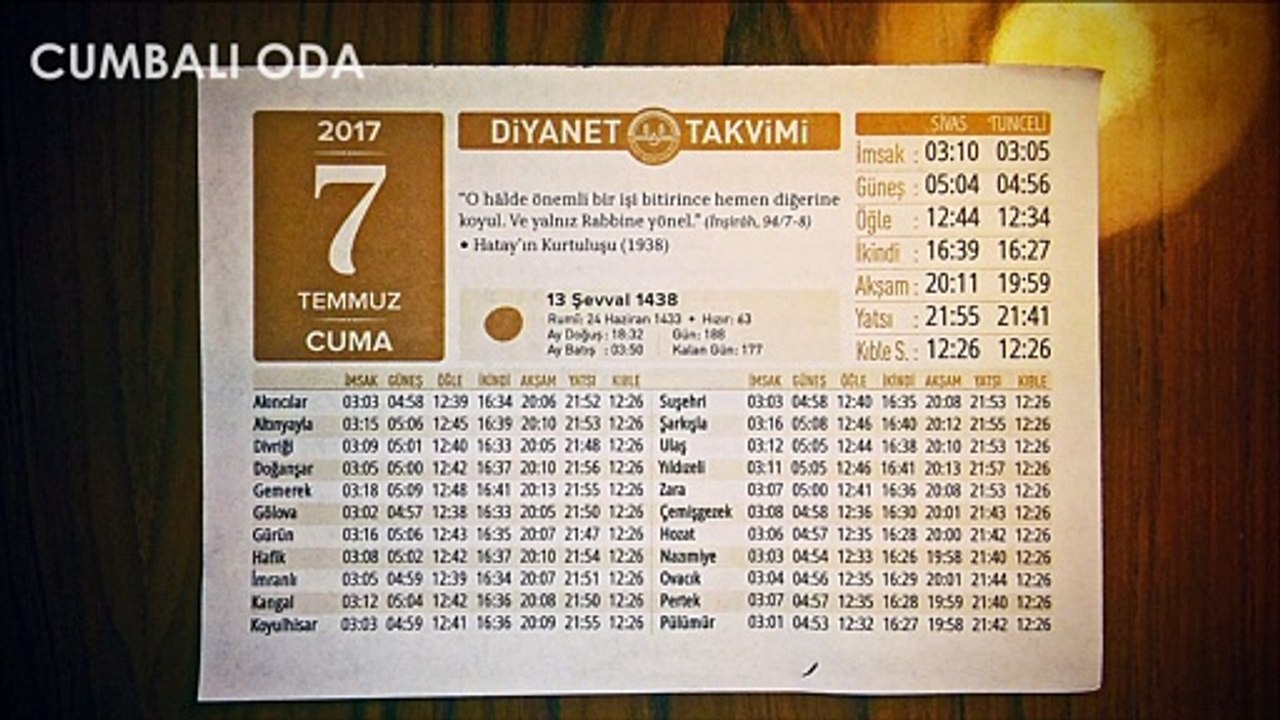 CUMBALI ODA
2017
7
TEMMUZ
CUMA
DİYANET TAKVİMİ
"O hâlde önemli bir işi bitirince hemen diğerine
koyul. Ve yalnız Rabbine yönel." (İnşirâh, 94/7-8)
• Hatay'ın Kurtuluşu (1938)
13 Şevval 1438
Rumî: 24 Haziran 1433 • Hızır: 63
Ay Doğuş : 18:32 Gün: 188
Ay Batış : 03:50 Kalan Gün: 177
SİVAS TUNCELİ
İmsak : 03:10 03:05
Güneş : 05:04 04:56
Öğle : 12:44 12:34
İkindi : 16:39 16:27
Akşam : 20:11 19:59
Yatsı : 21:55 21:41
Kıble S. : 12:26 12:26
İMSAK GÜNEŞ ÖĞLE İKİNDİ AKŞAM YATSI KIBLE İMSAK GÜNEŞ ÖĞLE İKİNDİ AKŞAM YATSI KIBLE
Akıncılar 03:03 04:58 12:39 16:34 20:06 21:52 12:26 Suşehri 03:03 04:58 12:40 16:35 20:08 21:53 12:26
Altınyayla 03:15 05:06 12:45 16:39 20:10 21:53 12:26 Şarkışla 03:16 05:08 12:46 16:40 20:12 21:55 12:26
Divriği 03:09 05:01 12:40 16:33 20:05 21:48 12:26 Ulaş 03:12 05:05 12:44 16:38 20:10 21:53 12:26
Doğanşar 03:05 05:00 12:42 16:37 20:10 21:56 12:26 Yıldızeli 03:11 05:05 12:46 16:41 20:13 21:57 12:26
Gemerek 03:18 05:09 12:48 16:41 20:13 21:55 12:26 Zara 03:07 05:00 12:41 16:36 20:08 21:53 12:26
Gölova 03:02 04:57 12:38 16:33 20:05 21:50 12:26 Çemişgezek 03:08 04:58 12:36 16:30 20:01 21:43 12:26
Gürün 03:16 05:06 12:43 16:35 20:07 21:47 12:26 Hozat 03:06 04:57 12:35 16:28 20:00 21:42 12:26
Hafik 03:08 05:02 12:42 16:37 20:10 21:54 12:26 Nazımiye 03:03 04:54 12:33 16:26 19:58 21:40 12:26
İmranlı 03:05 04:59 12:39 16:34 20:07 21:51 12:26 Ovacık 03:04 04:56 12:35 16:29 20:01 21:44 12:26
Kangal 03:12 05:04 12:42 16:36 20:08 21:50 12:26 Pertek 03:07 04:57 12:35 16:28 19:59 21:40 12:26
Koyulhisar 03:03 04:59 12:41 16:36 20:09 21:55 12:26 Pülümür 03:01 04:53 12:32 16:27 19:58 21:42 12:26